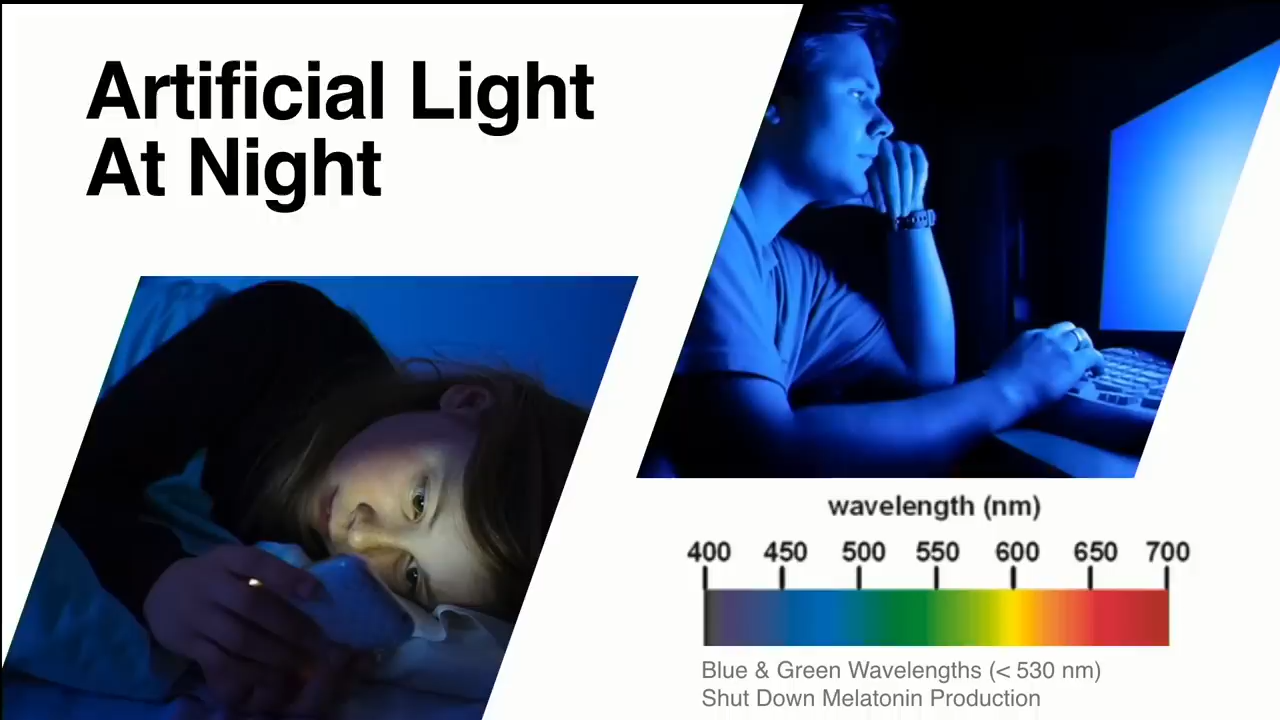 Artificial Light
At Night
wavelength (nm)
400 450 500 550 600 650 700
Blue & Green Wavelengths (< 530 nm)
Shut Down Melatonin Production